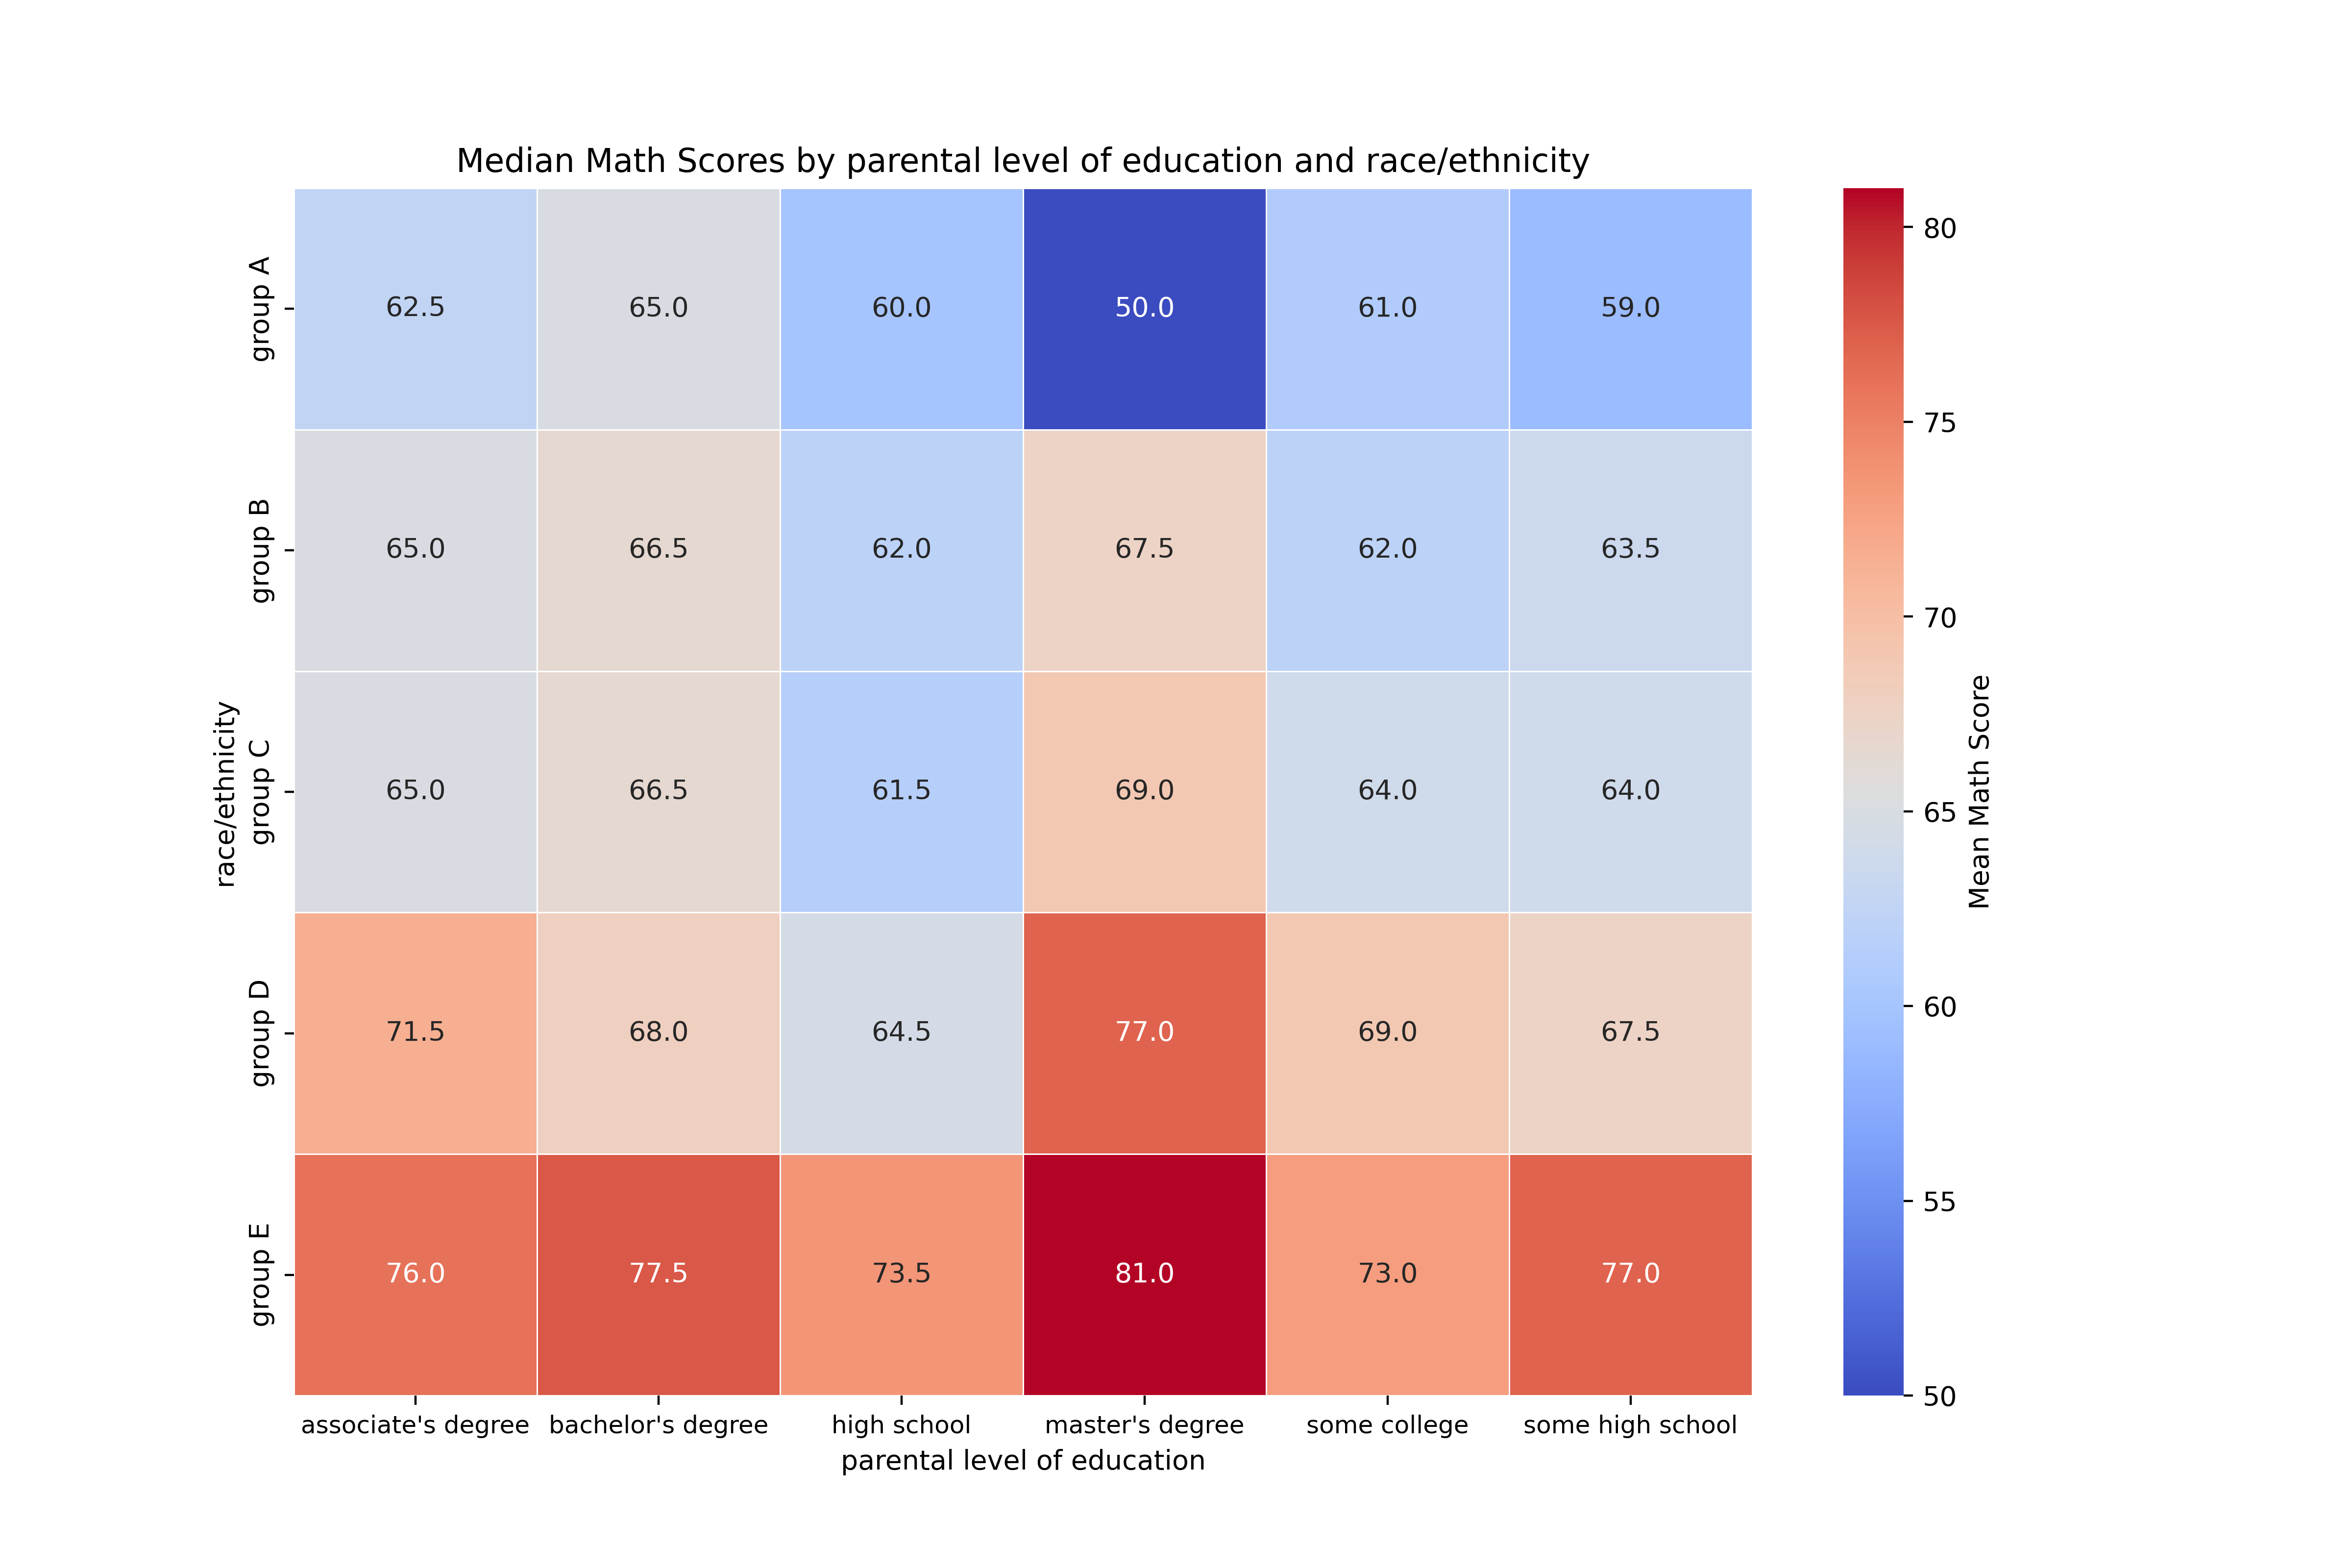 Median Math Scores by parental level of education and race/ethnicity
race/ethnicity
group A
62.5 65.0 60.0 50.0 61.0 59.0
group B
65.0 66.5 62.0 67.5 62.0 63.5
group C
65.0 66.5 61.5 69.0 64.0 64.0
group D
71.5 68.0 64.5 77.0 69.0 67.5
group E
76.0 77.5 73.5 81.0 73.0 77.0
associate's degree bachelor's degree high school master's degree some college some high school
parental level of education
80
75
70
65
60
55
50
Mean Math Score